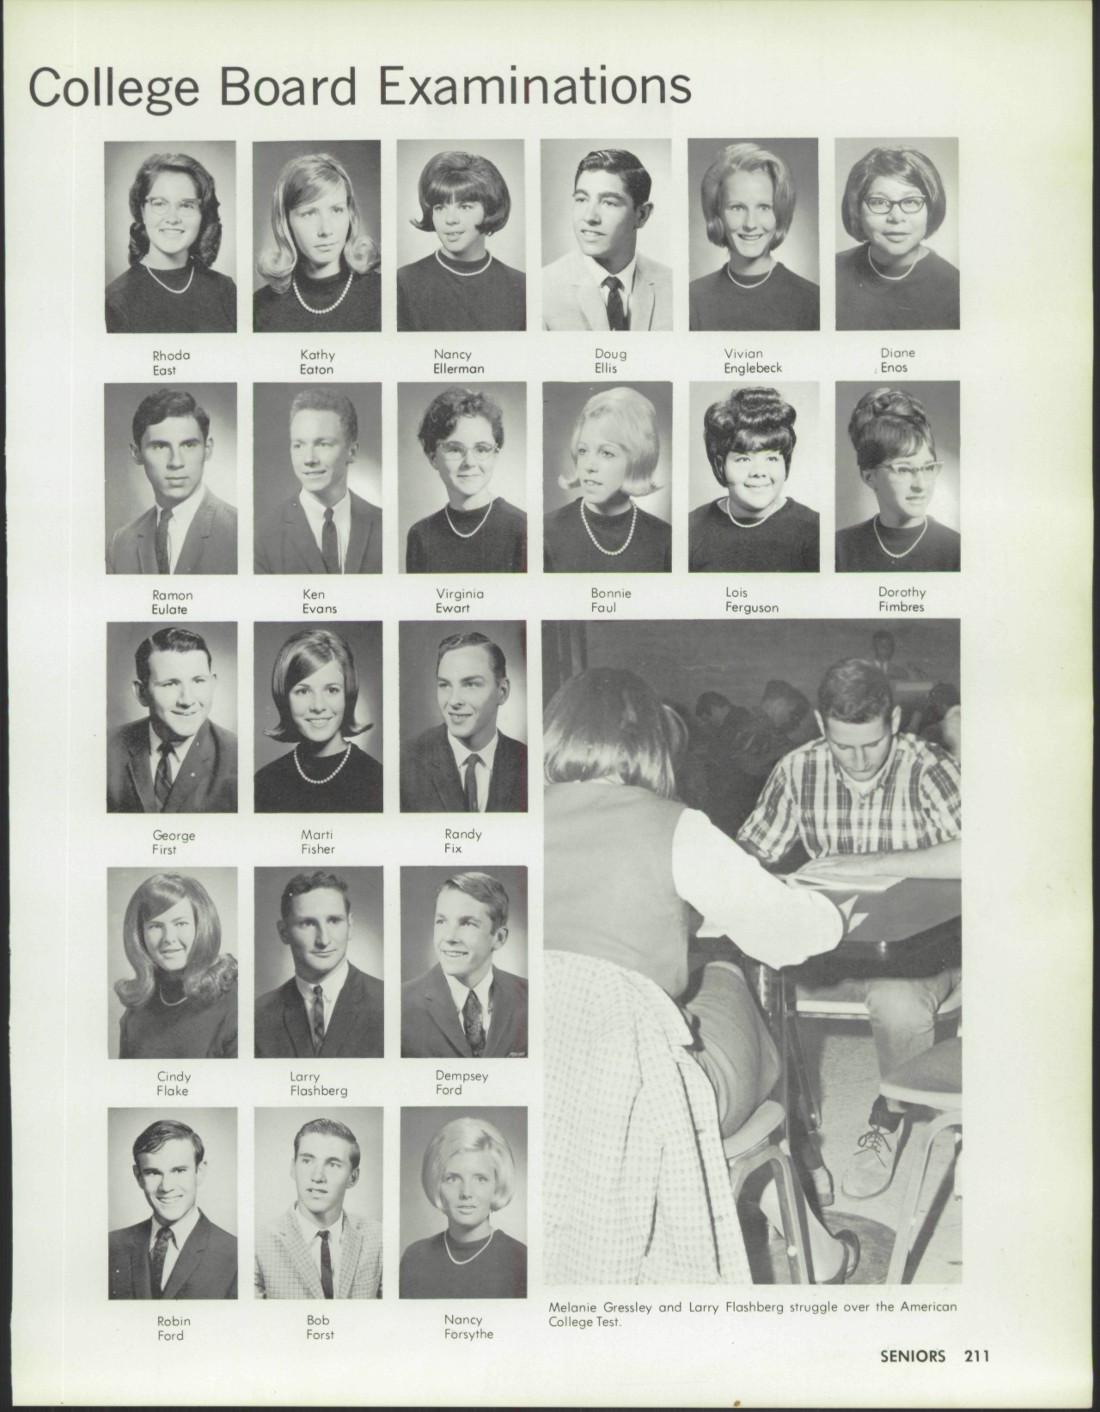 College Board Examinations
Rhoda
East
Kathy
Eaton
Nancy
Ellerman
Doug
Ellis
Vivian
Englebeck
Diane
Enos
Ramon
Eulate
Ken
Evans
Virginia
Ewart
Bonnie
Faul
Lois
Ferguson
Dorothy
Fimbres
George
First
Marti
Fisher
Randy
Fix
Cindy
Flake
Larry
Flashberg
Dempsey
Ford
Robin
Ford
Bob
Forst
Nancy
Forsythe
Melanie Gressley and Larry Flashberg struggle over the American
College Test.
SENIORS 211